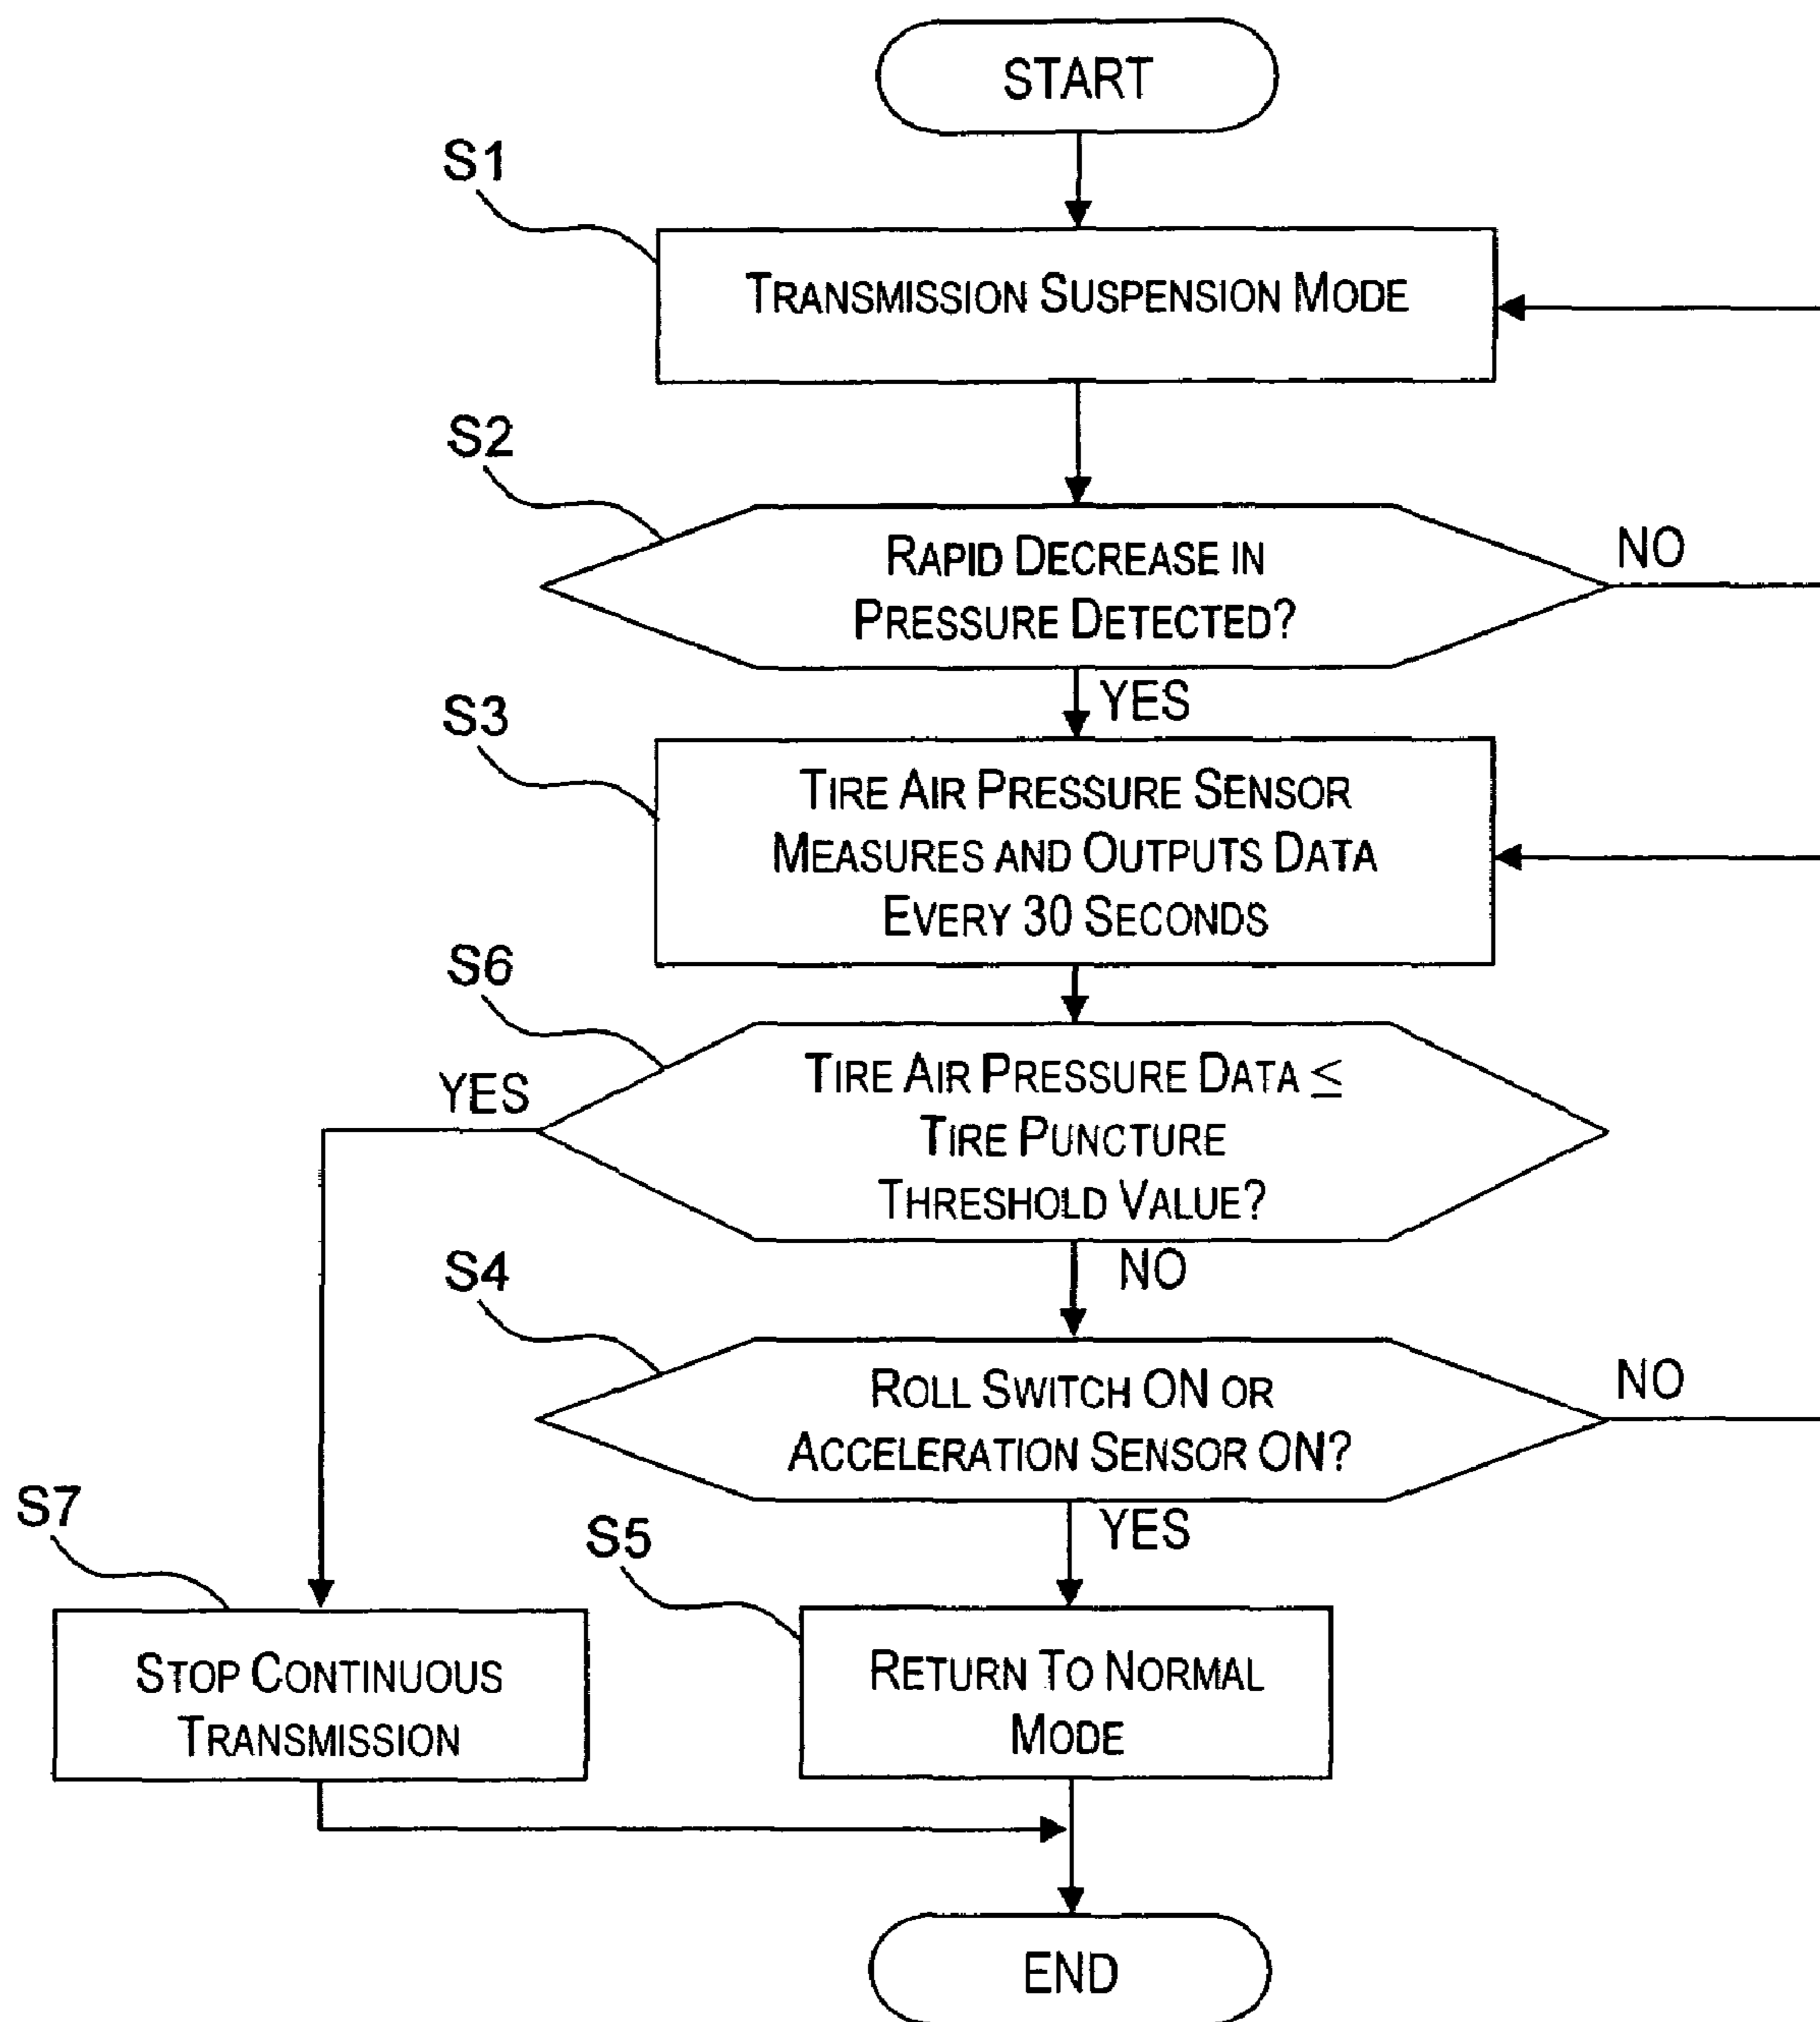 START
S1
TRANSMISSION SUSPENSION MODE
S2
RAPID DECREASE IN
PRESSURE DETECTED?
NO
YES
S3
TIRE AIR PRESSURE SENSOR
MEASURES AND OUTPUTS DATA
EVERY 30 SECONDS
S6
YES
TIRE AIR PRESSURE DATA ≤
TIRE PUNCTURE
THRESHOLD VALUE?
NO
S4
ROLL SWITCH ON OR
ACCELERATION SENSOR ON?
NO
YES
S7
STOP CONTINUOUS
TRANSMISSION
S5
RETURN TO NORMAL
MODE
END